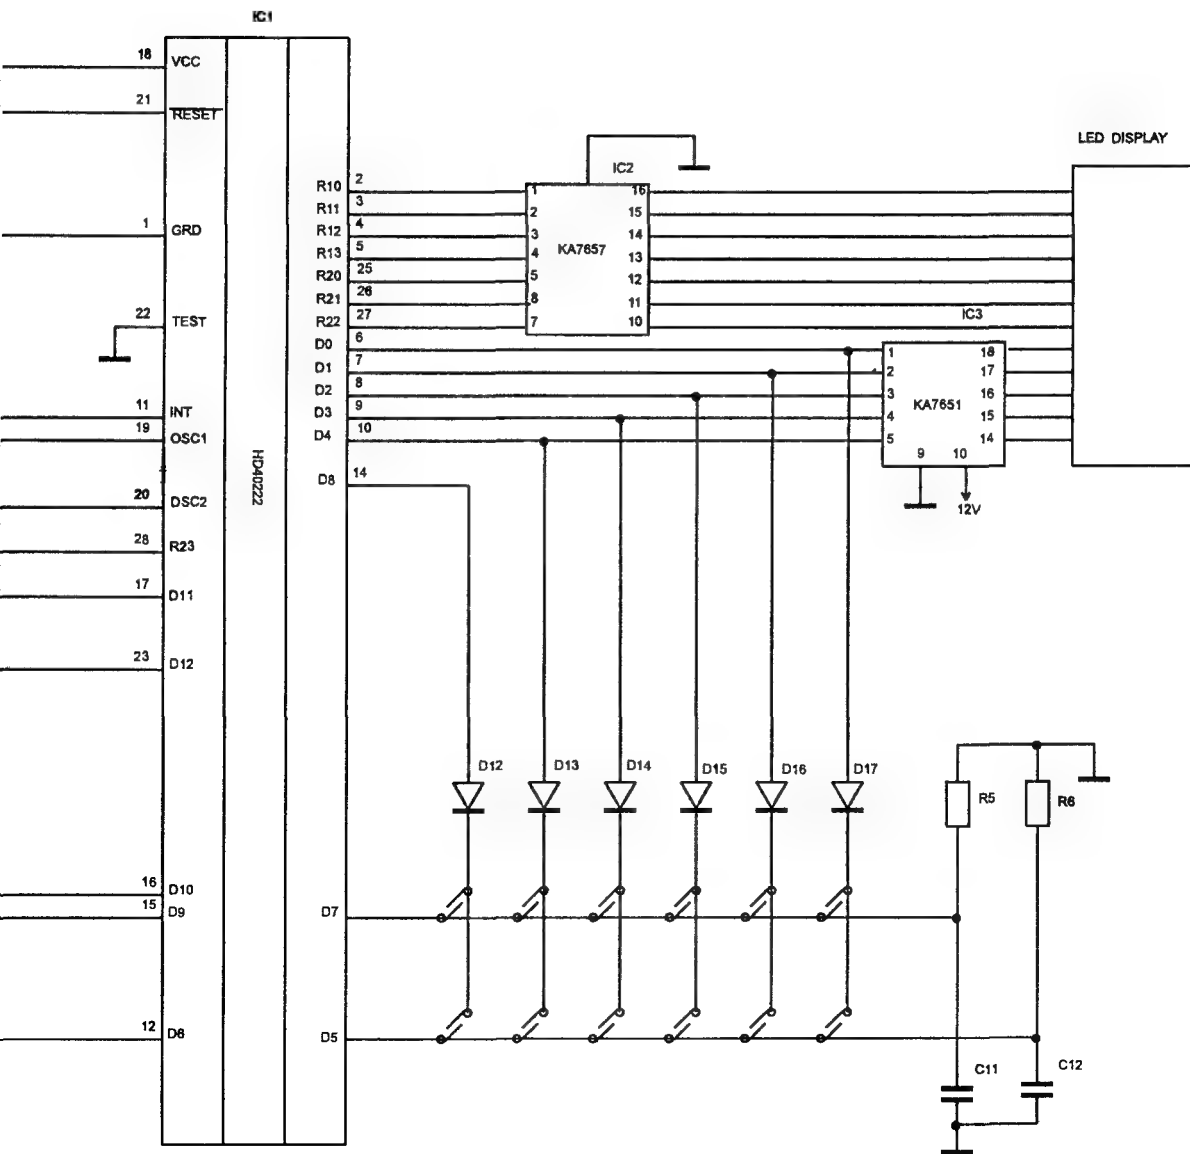 IC1
18 VCC
21 RESET
1 GRD
22 TEST
11 INT
19 OSC1
20 DSC2
28 R23
17 D11
23 D12
16 D10
15 D9
12 D6
HD40222
R10 2
R11 3
R12 4
R13 5
R20 25
R21 26
R22 27
D0 6
D1 7
D2 8
D3 9
D4 10
D8 14
D7
D5
IC2
KA7657
1 16
2 15
3 14
4 13
5 12
8 11
7 10
LED DISPLAY
IC3
KA7651
1 18
2 17
3 16
4 15
5 14
9 10
12V
D12 D13 D14 D15 D16 D17
R5 R6
C11 C12